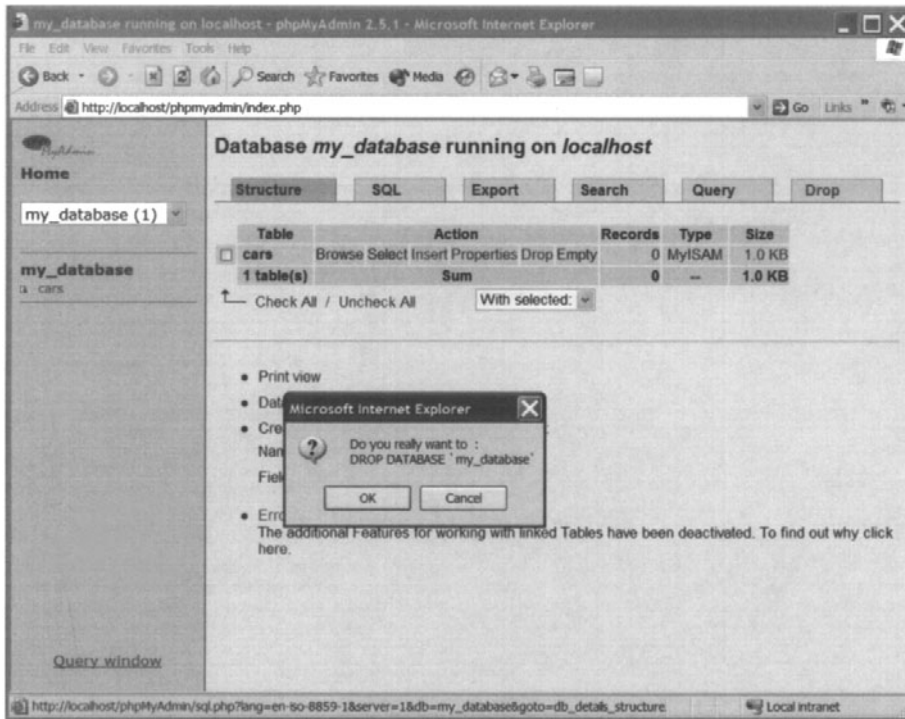 my_database running on localhost - phpMyAdmin 2.5.1 - Microsoft Internet Explorer
File Edit View Favorites Tools Help
Back Search Favorites Media
Address http://localhost/phpmyadmin/index.php Go Links »
phpMyAdmin
Home
my_database (1)
my_database
cars
Database my_database running on localhost
Structure SQL Export Search Query Drop
Table Action Records Type Size
cars Browse Select Insert Properties Drop Empty 0 MyISAM 1.0 KB
1 table(s) Sum 0 -- 1.0 KB
Check All / Uncheck All With selected:
• Print view
• Dat
• Cre
Nam
Fiel
• Erro
The additional Features for working with linked Tables have been deactivated. To find out why click
here.
Microsoft Internet Explorer
Do you really want to :
DROP DATABASE `my_database`
OK Cancel
Query window
http://localhost/phpMyAdmin/sql.php?lang=en-iso-8859-1&server=1&db=my_database&goto=db_details_structure Local intranet